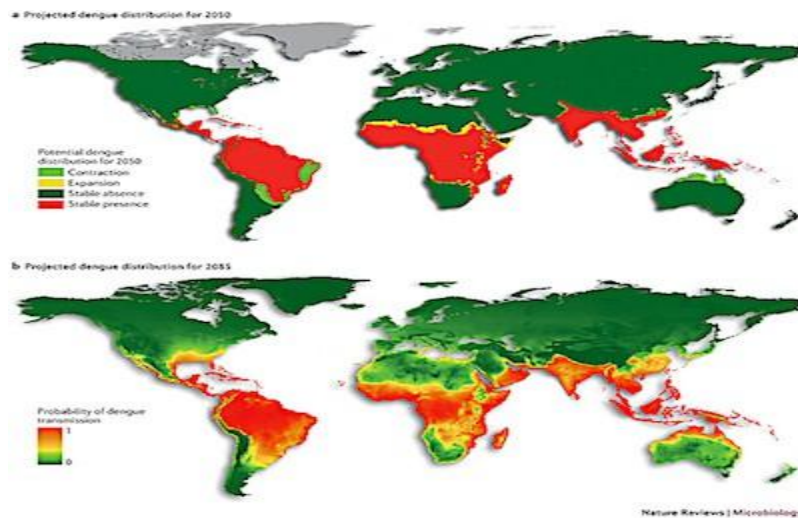 a Projected dengue distribution for 2050
Potential dengue
distribution for 2050
Contraction
Expansion
Stable absence
Stable presence
b Projected dengue distribution for 2085
Probability of dengue
transmission
1
0
Nature Reviews | Microbiology